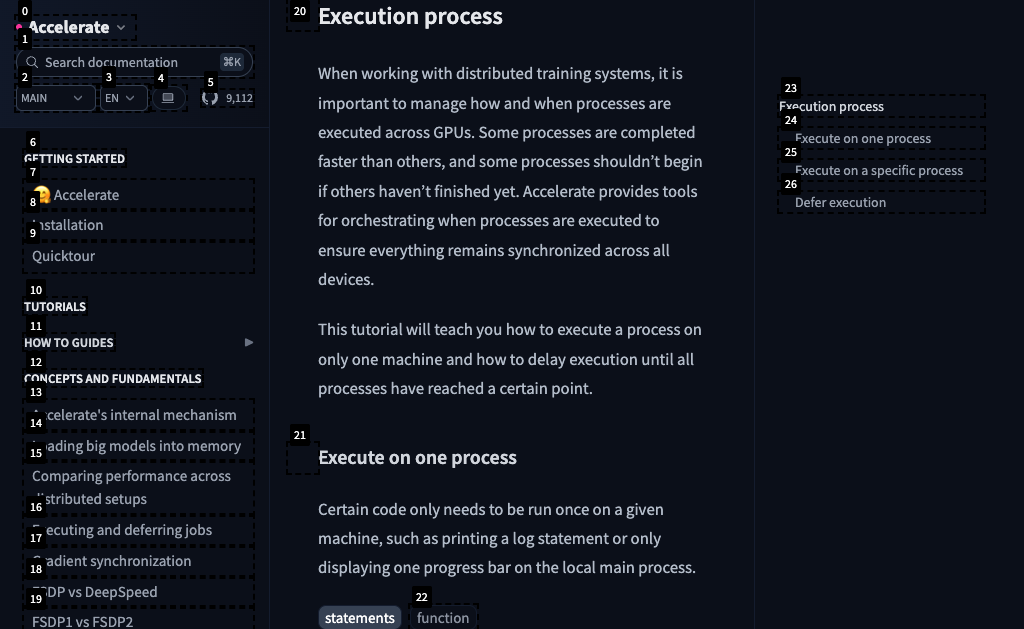 0
Accelerate
1
Search documentation ⌘K
2 3 4 5
MAIN EN 9,112
6
GETTING STARTED
7
🤗 Accelerate
8
Installation
9
Quicktour
10
TUTORIALS
11
HOW TO GUIDES
12
CONCEPTS AND FUNDAMENTALS
13
Accelerate's internal mechanism
14
Loading big models into memory
15
Comparing performance across
distributed setups
16
Executing and deferring jobs
17
Gradient synchronization
18
FSDP vs DeepSpeed
19
FSDP1 vs FSDP2
20
Execution process
When working with distributed training systems, it is
important to manage how and when processes are
executed across GPUs. Some processes are completed
faster than others, and some processes shouldn’t begin
if others haven’t finished yet. Accelerate provides tools
for orchestrating when processes are executed to
ensure everything remains synchronized across all
devices.
This tutorial will teach you how to execute a process on
only one machine and how to delay execution until all
processes have reached a certain point.
21
Execute on one process
Certain code only needs to be run once on a given
machine, such as printing a log statement or only
displaying one progress bar on the local main process.
22
statements function
23
Execution process
24
Execute on one process
25
Execute on a specific process
26
Defer execution